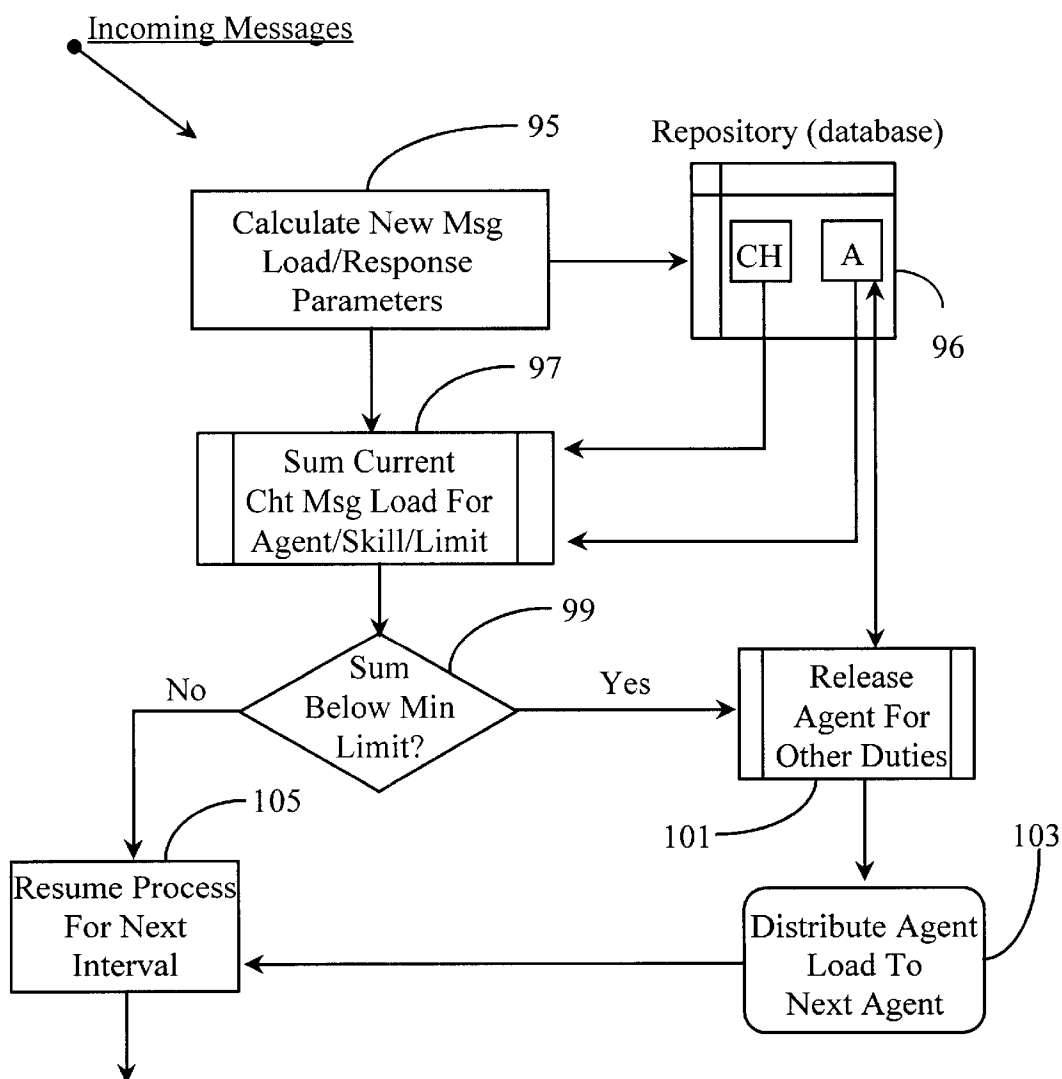 Incoming Messages
95
Repository (database)
Calculate New Msg
Load/Response
Parameters
CH
A
96
97
Sum Current
Cht Msg Load For
Agent/Skill/Limit
99
Sum
Below Min
Limit?
No
Yes
Release
Agent For
Other Duties
105
101
103
Resume Process
For Next
Interval
Distribute Agent
Load To
Next Agent